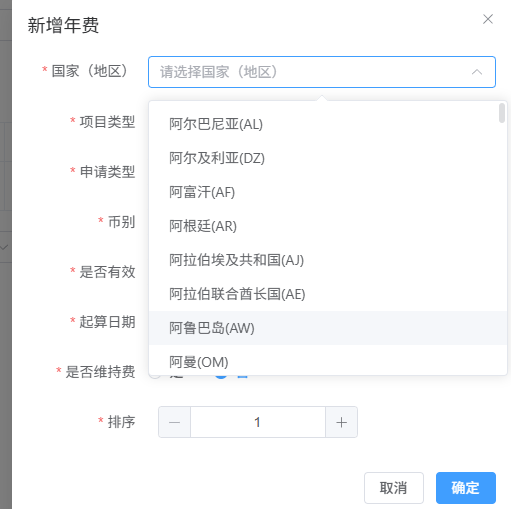 新增年费
* 国家（地区）
请选择国家（地区）
* 项目类型
阿尔巴尼亚(AL)
阿尔及利亚(DZ)
* 申请类型
阿富汗(AF)
* 币别
阿根廷(AR)
阿拉伯埃及共和国(AJ)
* 是否有效
阿拉伯联合酋长国(AE)
* 起算日期
阿鲁巴岛(AW)
阿曼(OM)
* 是否维持费
* 排序
1
取消
确定